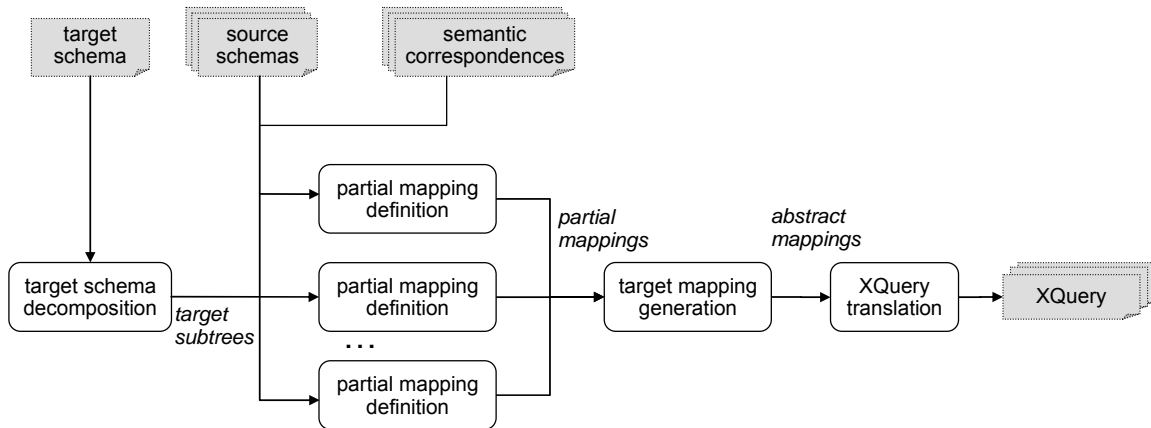 target
schema
source
schemas
semantic
correspondences
partial mapping
definition
partial
mappings
abstract
mappings
target schema
decomposition
target
subtrees
partial mapping
definition
. . .
target mapping
generation
XQuery
translation
XQuery
partial mapping
definition